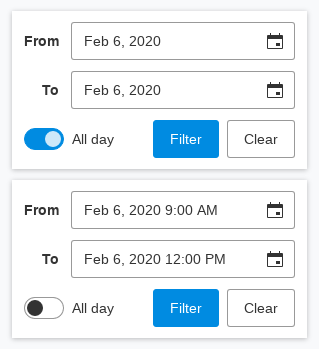 From Feb 6, 2020
To Feb 6, 2020
All day Filter Clear
From Feb 6, 2020 9:00 AM
To Feb 6, 2020 12:00 PM
All day Filter Clear